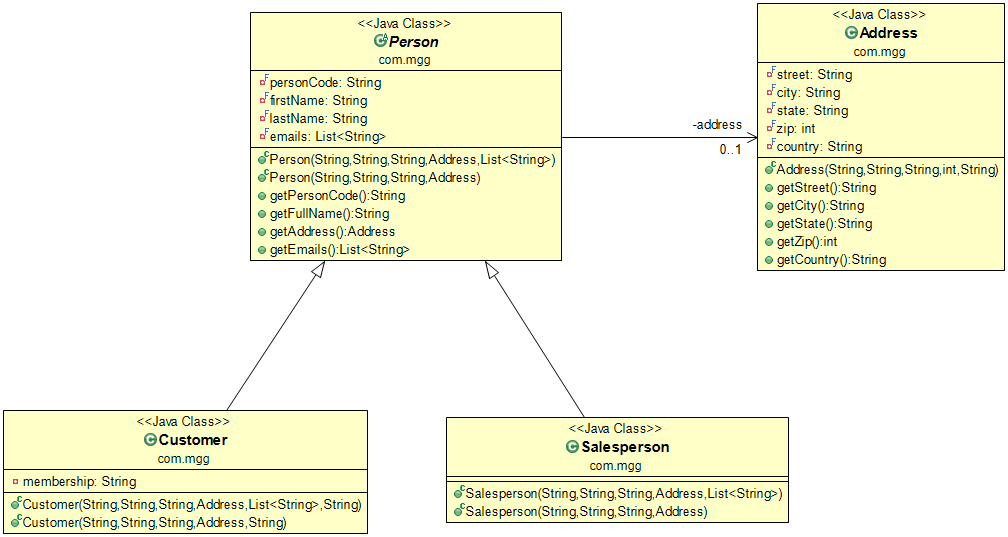 <<Java Class>>
Person
com.mgg
personCode: String
firstName: String
lastName: String
emails: List<String>
Person(String,String,String,Address,List<String>)
Person(String,String,String,Address)
getPersonCode():String
getFullName():String
getAddress():Address
getEmails():List<String>
-address
0..1
<<Java Class>>
Address
com.mgg
street: String
city: String
state: String
zip: int
country: String
Address(String,String,String,int,String)
getStreet():String
getCity():String
getState():String
getZip():int
getCountry():String
<<Java Class>>
Customer
com.mgg
membership: String
Customer(String,String,String,Address,List<String>,String)
Customer(String,String,String,Address,String)
<<Java Class>>
Salesperson
com.mgg
Salesperson(String,String,String,Address,List<String>)
Salesperson(String,String,String,Address)